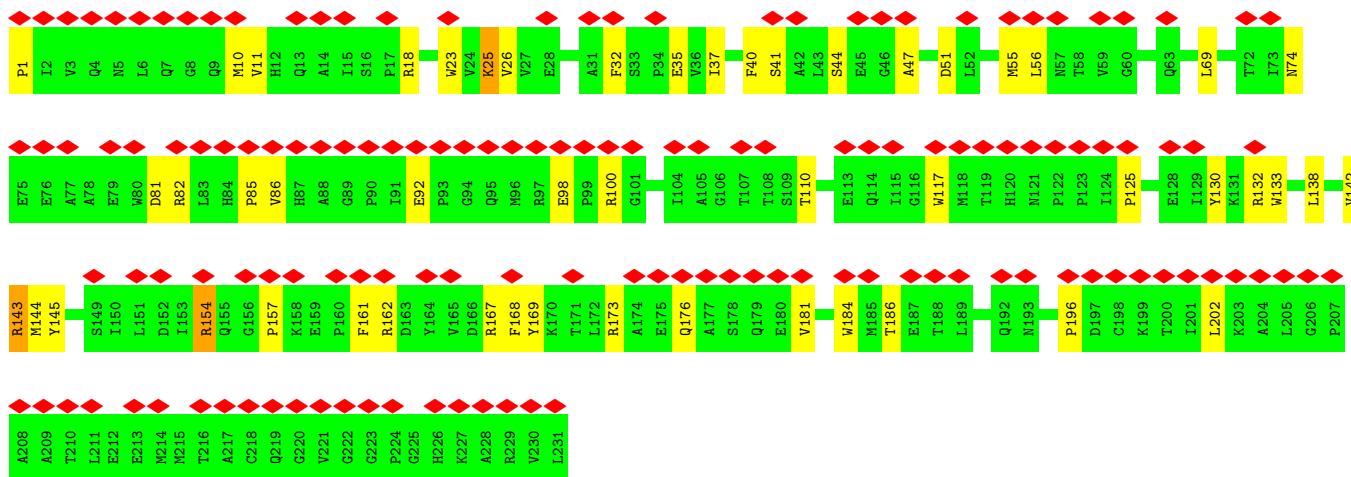 P1 I2 V3 Q4 N5 L6 Q7 G8 Q9 M10 V11 H12 Q13 A14 I15 S16 P17 R18 W23 V24 K25 V26 V27 E28 A31 F32 S33 P34 E35 V36 I37 F40 S41 A42 L43 S44 E45 G46 A47 D51 L52 M55 L56 N57 T58 V59 G60 Q63 L69 T72 I73 N74
E75 E76 A77 A78 E79 W80 D81 R82 L83 H84 P85 V86 H87 A88 G89 P90 I91 E92 P93 G94 Q95 M96 R97 E98 P99 R100 G101 I104 A105 G106 T107 T108 S109 T110 E113 Q114 I115 G116 W117 M118 T119 H120 N121 P122 P123 I124 P125 E128 I129 Y130 K131 R132 W133 L138 V142
R143 M144 Y145 S149 I150 L151 D152 I153 R154 Q155 G156 P157 K158 E159 P160 F161 R162 D163 Y164 V165 D166 R167 F168 Y169 K170 T171 L172 R173 A174 E175 Q176 A177 S178 Q179 E180 V181 W184 M185 T186 E187 T188 L189 Q192 N193 P196 D197 C198 K199 T200 I201 L202 K203 A204 L205 G206 P207
A208 A209 T210 L211 E212 E213 M214 M215 T216 A217 C218 Q219 G220 V221 G222 G223 P224 G225 H226 K227 A228 R229 V230 L231